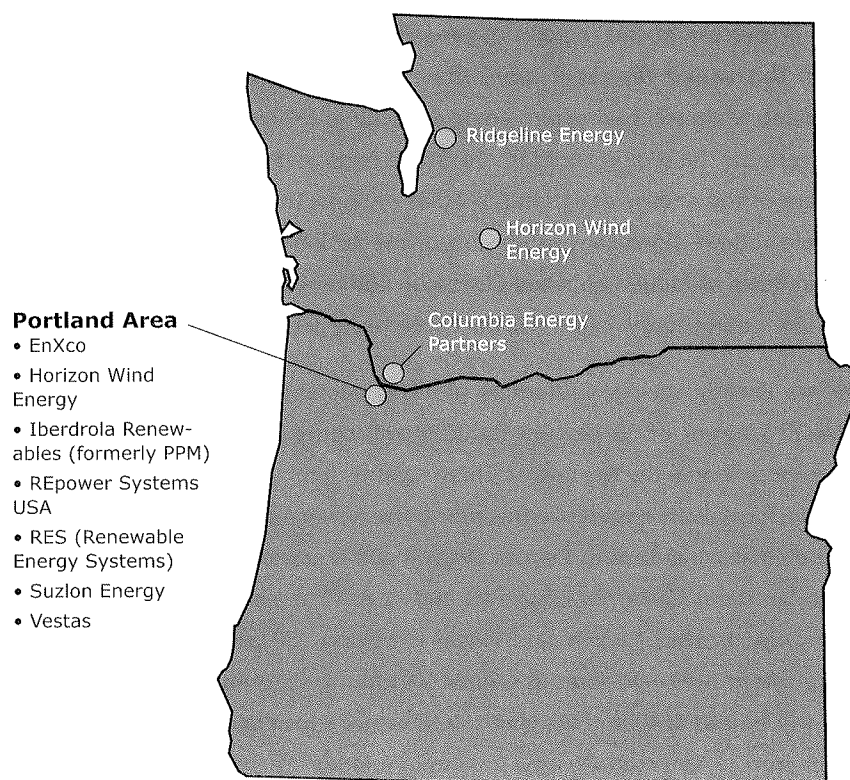 Ridgeline Energy
Horizon Wind
Energy
Columbia Energy
Partners
Portland Area
• EnXco
• Horizon Wind
Energy
• Iberdrola Renew-
ables (formerly PPM)
• REpower Systems
USA
• RES (Renewable
Energy Systems)
• Suzlon Energy
• Vestas